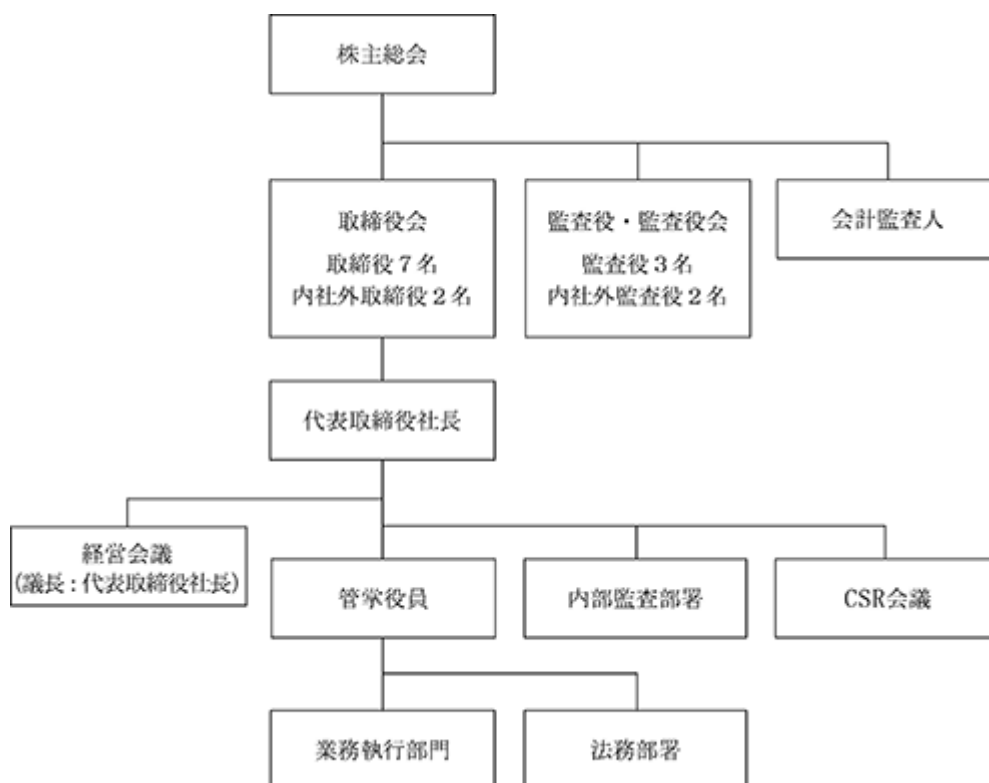 株主総会
取締役会
取締役7名
内社外取締役2名
監査役・監査役会
監査役3名
内社外監査役2名
会計監査人
代表取締役社長
経営会議
(議長:代表取締役社長)
管掌役員
内部監査部署
CSR会議
業務執行部門
法務部署